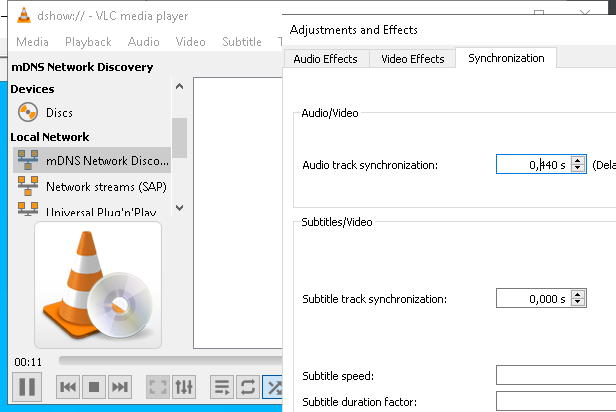 dshow:// - VLC media player
Media Playback Audio Video Subtitle
mDNS Network Discovery
Devices
Discs
Local Network
mDNS Network Disco...
Network streams (SAP)
Universal Plug'n'Play
00:11
Adjustments and Effects
Audio Effects Video Effects Synchronization
Audio/Video
Audio track synchronization: 0,440 s (Dela
Subtitles/Video
Subtitle track synchronization: 0,000 s
Subtitle speed:
Subtitle duration factor: